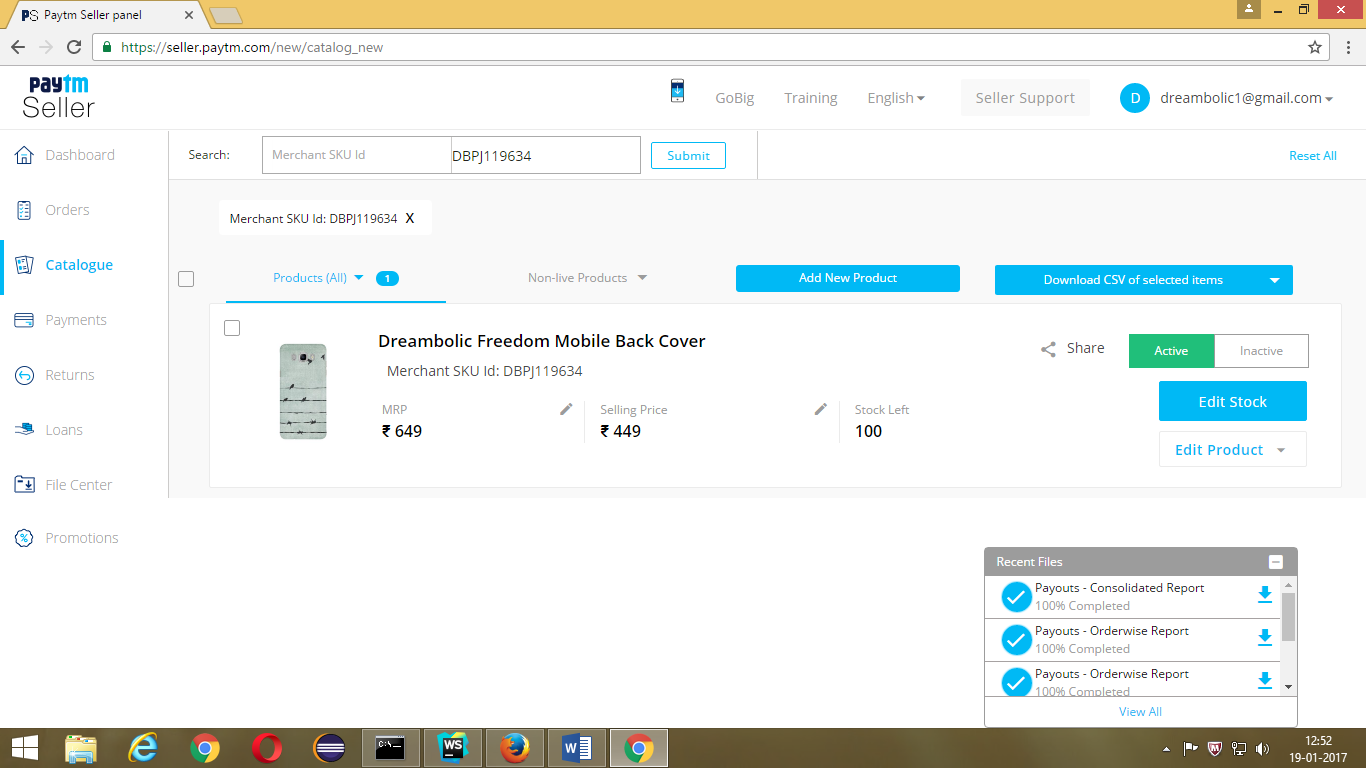 Paytm Seller panel
https://seller.paytm.com/new/catalog_new
paytm
Seller
GoBig
Training
English
Seller Support
D
dreambolic1@gmail.com
Dashboard
Orders
Catalogue
Payments
Returns
Loans
File Center
Promotions
Search:
Merchant SKU Id
DBPJ119634
Submit
Reset All
Merchant SKU Id: DBPJ119634 X
Products (All) 1
Non-live Products
Add New Product
Download CSV of selected items
Dreambolic Freedom Mobile Back Cover
Merchant SKU Id: DBPJ119634
Share
Active
Inactive
MRP
₹ 649
Selling Price
₹ 449
Stock Left
100
Edit Stock
Edit Product
Recent Files
Payouts - Consolidated Report
100% Completed
Payouts - Orderwise Report
100% Completed
Payouts - Orderwise Report
100% Completed
View All
12:52
19-01-2017